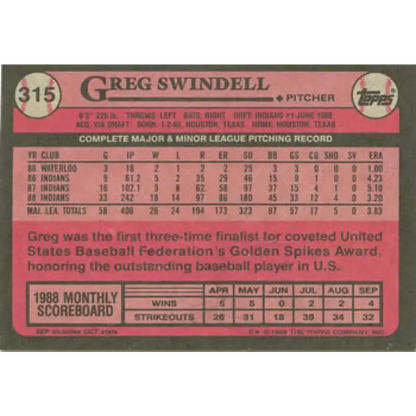 315 GREG SWINDELL Topps
♦PITCHER
6'2" 225 lb. THROWS: LEFT BATS: RIGHT DRFT: INDIANS #1-JUNE 1986
ACQ: VIA DRAFT BORN: 1-2-65, HOUSTON, TEXAS HOME: HOUSTON, TEXAS
COMPLETE MAJOR & MINOR LEAGUE PITCHING RECORD
YR CLUB G IP W L R ER SO BB GS CG SHO SV ERA
86 WATERLOO 3 18 2 1 2 2 25 3 3 0 0 0 1.00
86 INDIANS 9 61.2 5 2 35 29 46 15 9 1 0 0 4.23
87 INDIANS 16 102.1 3 8 62 58 97 37 15 4 1 0 5.10
88 INDIANS 33 242 18 14 97 86 180 45 33 12 4 0 3.20
MAJ. LEA. TOTALS 58 406 26 24 194 173 323 97 57 17 5 0 3.83
Greg was the first three-time finalist for coveted United
States Baseball Federation's Golden Spikes Award,
honoring the outstanding baseball player in U.S.
1988 MONTHLY
SCOREBOARD
APR MAY JUN JUL AUG SEP
WINS 5 5 0 2 2 4
STRIKEOUTS 26 31 18 39 34 32
SEP includes OCT stats
© 1989 THE TOPPS COMPANY, INC.